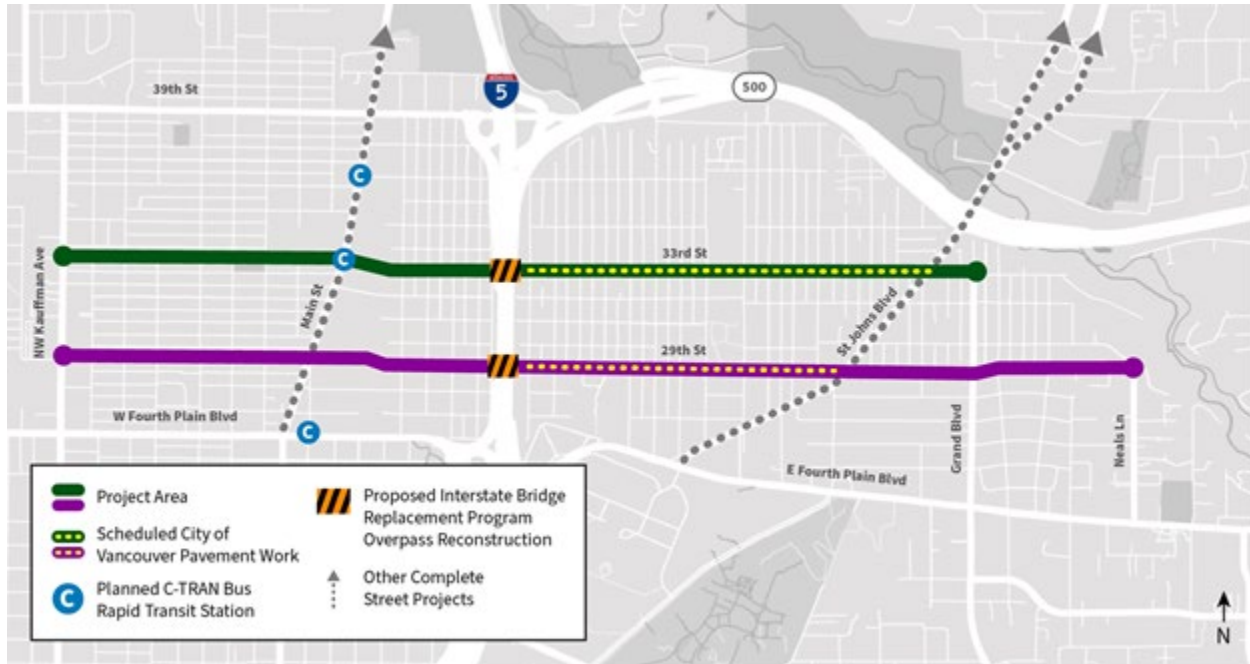 39th St
5
500
C
C
33rd St
NW Kauffman Ave
Main St
St Johns Blvd
29th St
W Fourth Plain Blvd
C
Grand Blvd
Neals Ln
E Fourth Plain Blvd
Project Area
Scheduled City of
Vancouver Pavement Work
C
Planned C-TRAN Bus
Rapid Transit Station
Proposed Interstate Bridge
Replacement Program
Overpass Reconstruction
Other Complete
Street Projects
N